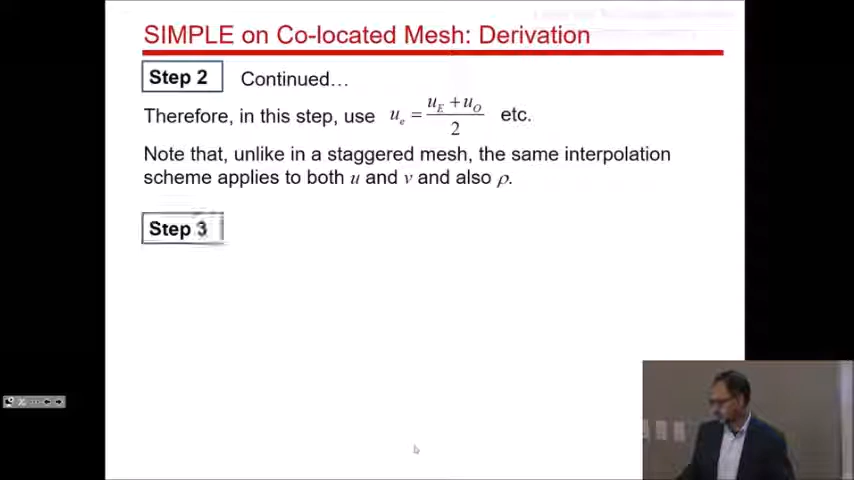 SIMPLE on Co-located Mesh: Derivation
Step 2 Continued…
Therefore, in this step, use u_e = (u_E + u_O)/2 etc.
Note that, unlike in a staggered mesh, the same interpolation
scheme applies to both u and v and also ρ.
Step 3